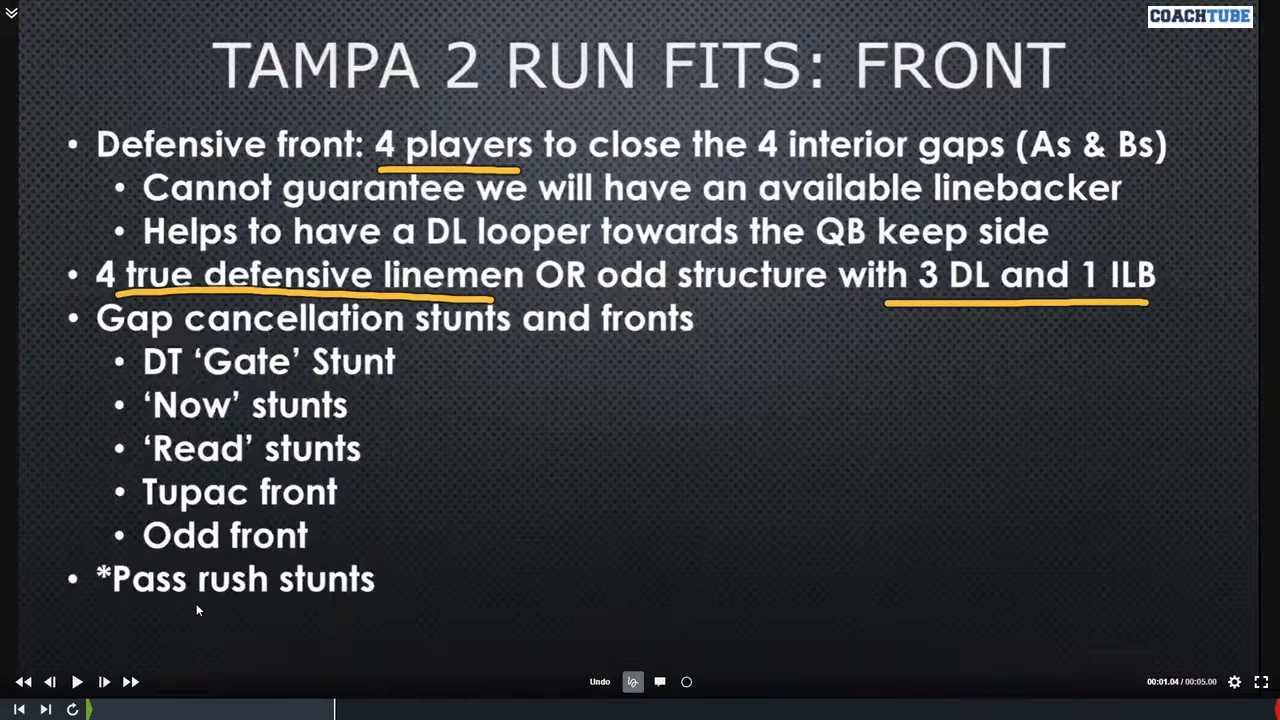 COACHTUBE
TAMPA 2 RUN FITS: FRONT
• Defensive front: 4 players to close the 4 interior gaps (As & Bs)
• Cannot guarantee we will have an available linebacker
• Helps to have a DL looper towards the QB keep side
• 4 true defensive linemen OR odd structure with 3 DL and 1 ILB
• Gap cancellation stunts and fronts
• DT ‘Gate’ Stunt
• ‘Now’ stunts
• ‘Read’ stunts
• Tupac front
• Odd front
• *Pass rush stunts
Undo
00:01.04 / 00:05.00